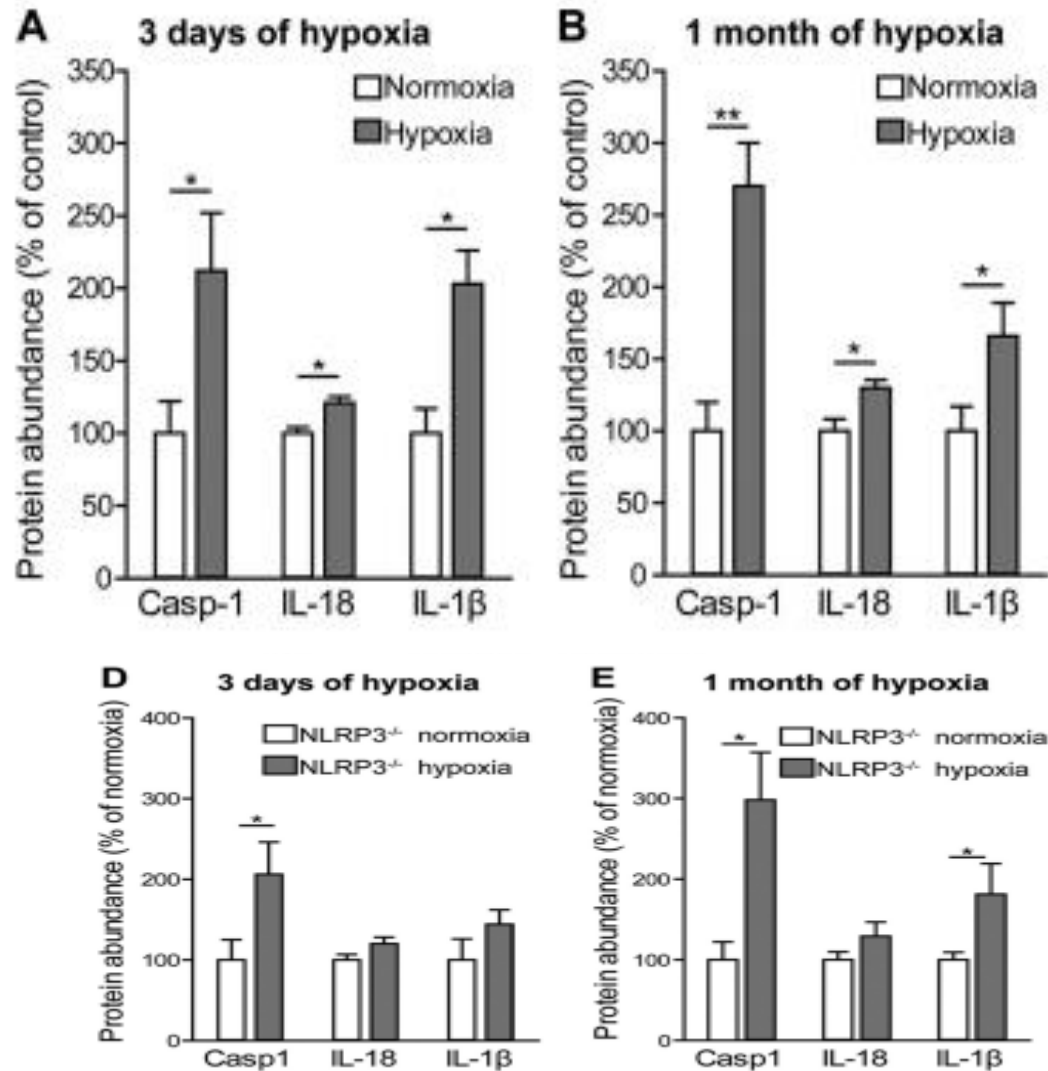 A 3 days of hypoxia
Protein abundance (% of control)
350
300
250
200
150
100
50
0
Normoxia
Hypoxia
*
*
*
Casp-1 IL-18 IL-1β
B 1 month of hypoxia
Protein abundance (% of control)
350
300
250
200
150
100
50
0
Normoxia
Hypoxia
**
*
*
Casp-1 IL-18 IL-1β
D 3 days of hypoxia
Protein abundance (% of normoxia)
400
300
200
100
0
NLRP3-/- normoxia
NLRP3-/- hypoxia
*
Casp1 IL-18 IL-1β
E 1 month of hypoxia
Protein abundance (% of normoxia)
400
300
200
100
0
NLRP3-/- normoxia
NLRP3-/- hypoxia
*
*
Casp1 IL-18 IL-1β